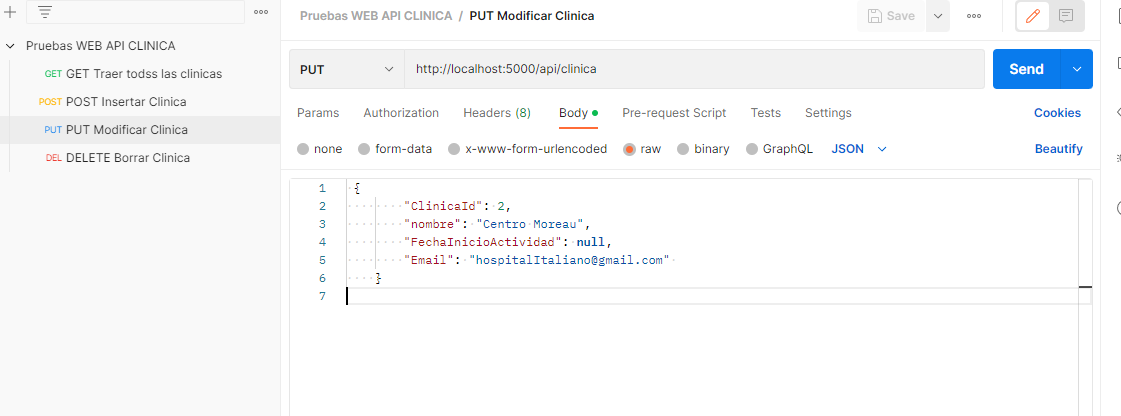 Pruebas WEB API CLINICA / PUT Modificar Clinica
Save
Pruebas WEB API CLINICA
GET GET Traer todss las clinicas
POST POST Insertar Clinica
PUT PUT Modificar Clinica
DEL DELETE Borrar Clinica
PUT http://localhost:5000/api/clinica Send
Params Authorization Headers (8) Body Pre-request Script Tests Settings Cookies
none form-data x-www-form-urlencoded raw binary GraphQL JSON Beautify
1 {
2 "ClinicaId": 2,
3 "nombre": "Centro Moreau",
4 "FechaInicioActividad": null,
5 "Email": "hospitalItaliano@gmail.com"
6 }
7